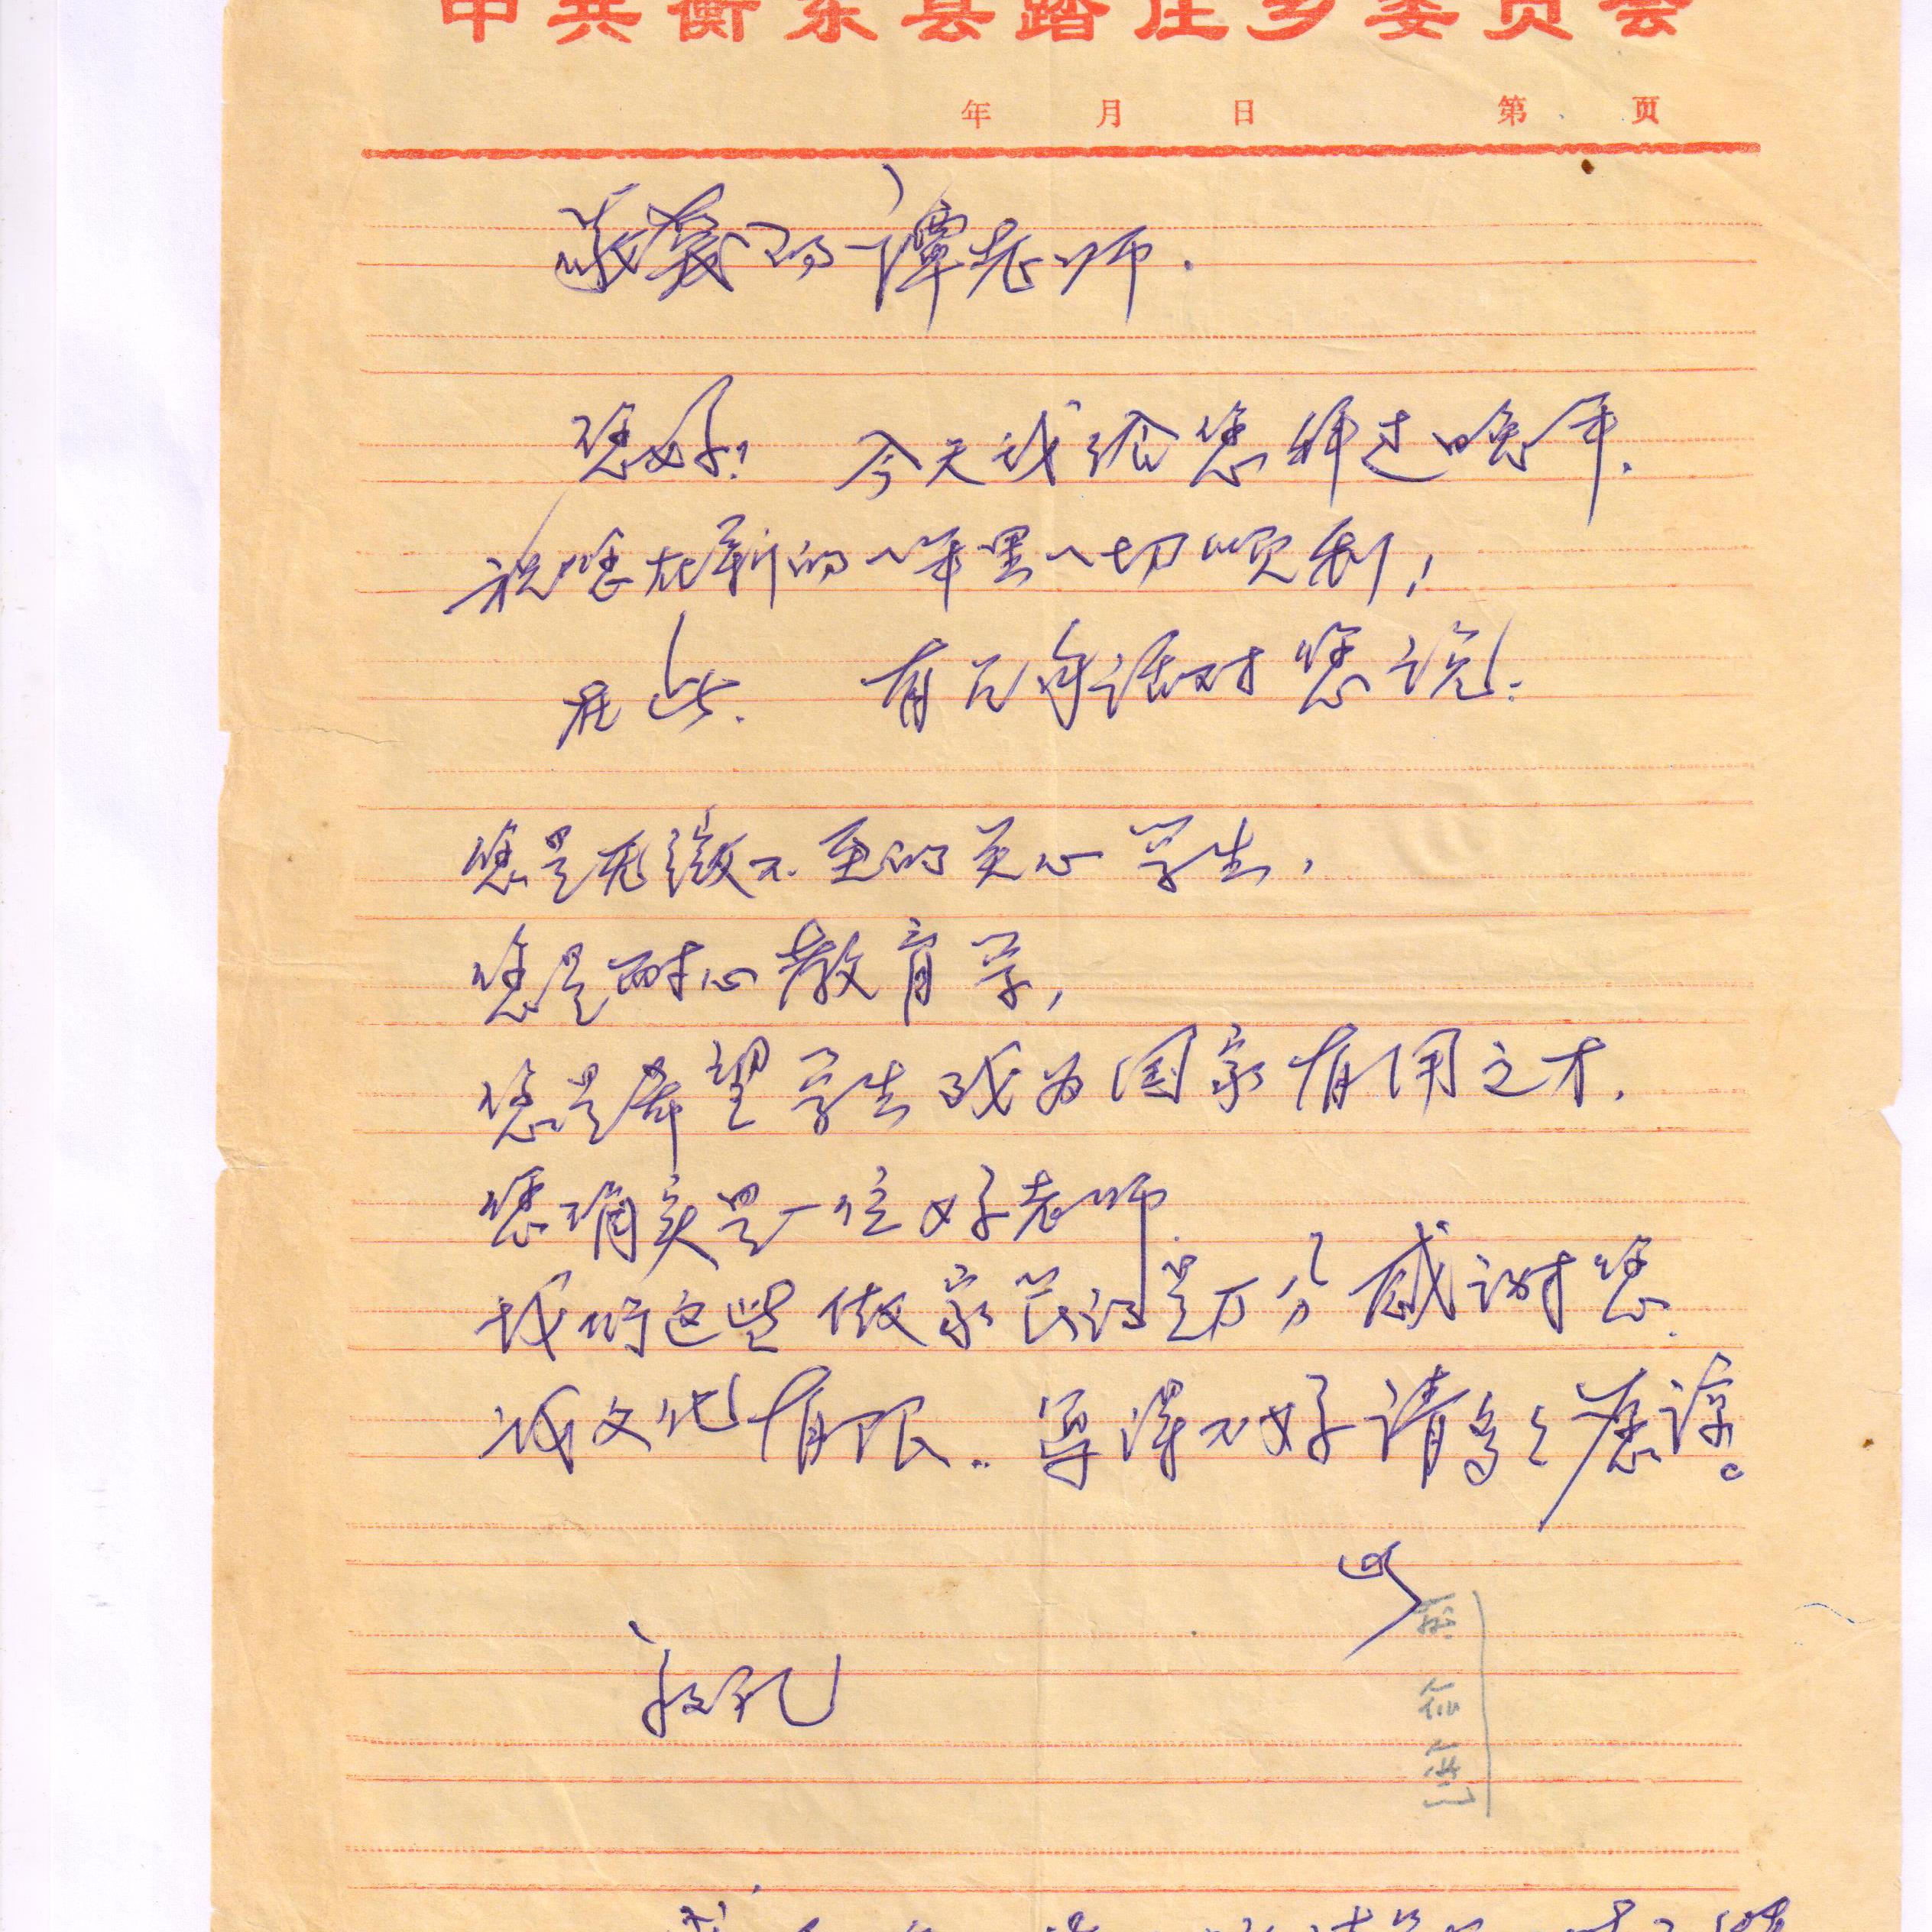 中共衡东县踏庄乡委员会
年 月 日 第 页
敬爱的谭老师.
您好! 今天我给您拜过晚年.
祝您在新的一年里一切顺利!
在此. 有几句话对您说!:
您是无微不至的关心学生,
您是耐心教育学,
您是希望学生成为国家有用之才.
您确实是一位好老师.
我们这些做家长的是万分感谢您.
我文化有限.. 写得不好请多多原谅。
此
敬礼